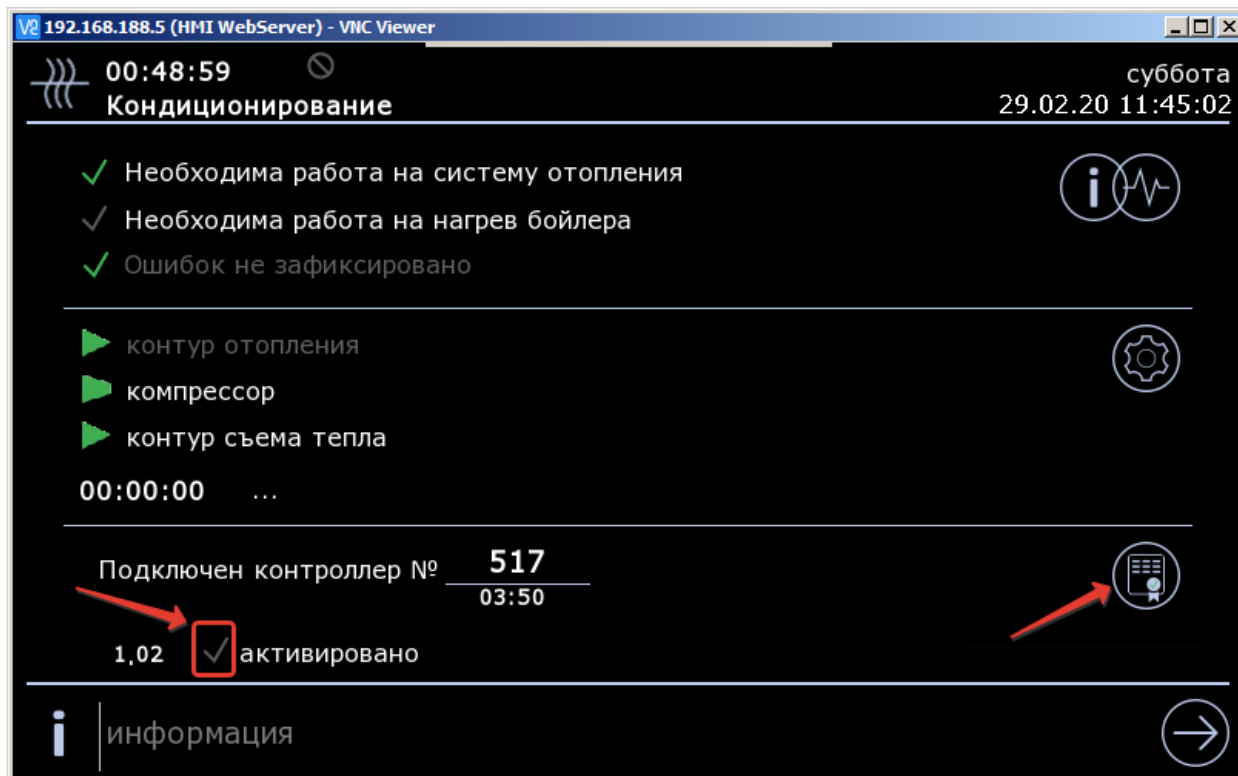 192.168.188.5 (HMI WebServer) - VNC Viewer
00:48:59
Кондиционирование
суббота
29.02.20 11:45:02
Необходима работа на систему отопления
Необходима работа на нагрев бойлера
Ошибок не зафиксировано
контур отопления
компрессор
контур съема тепла
00:00:00 ...
Подключен контроллер № 517
03:50
1,02 активировано
i информация